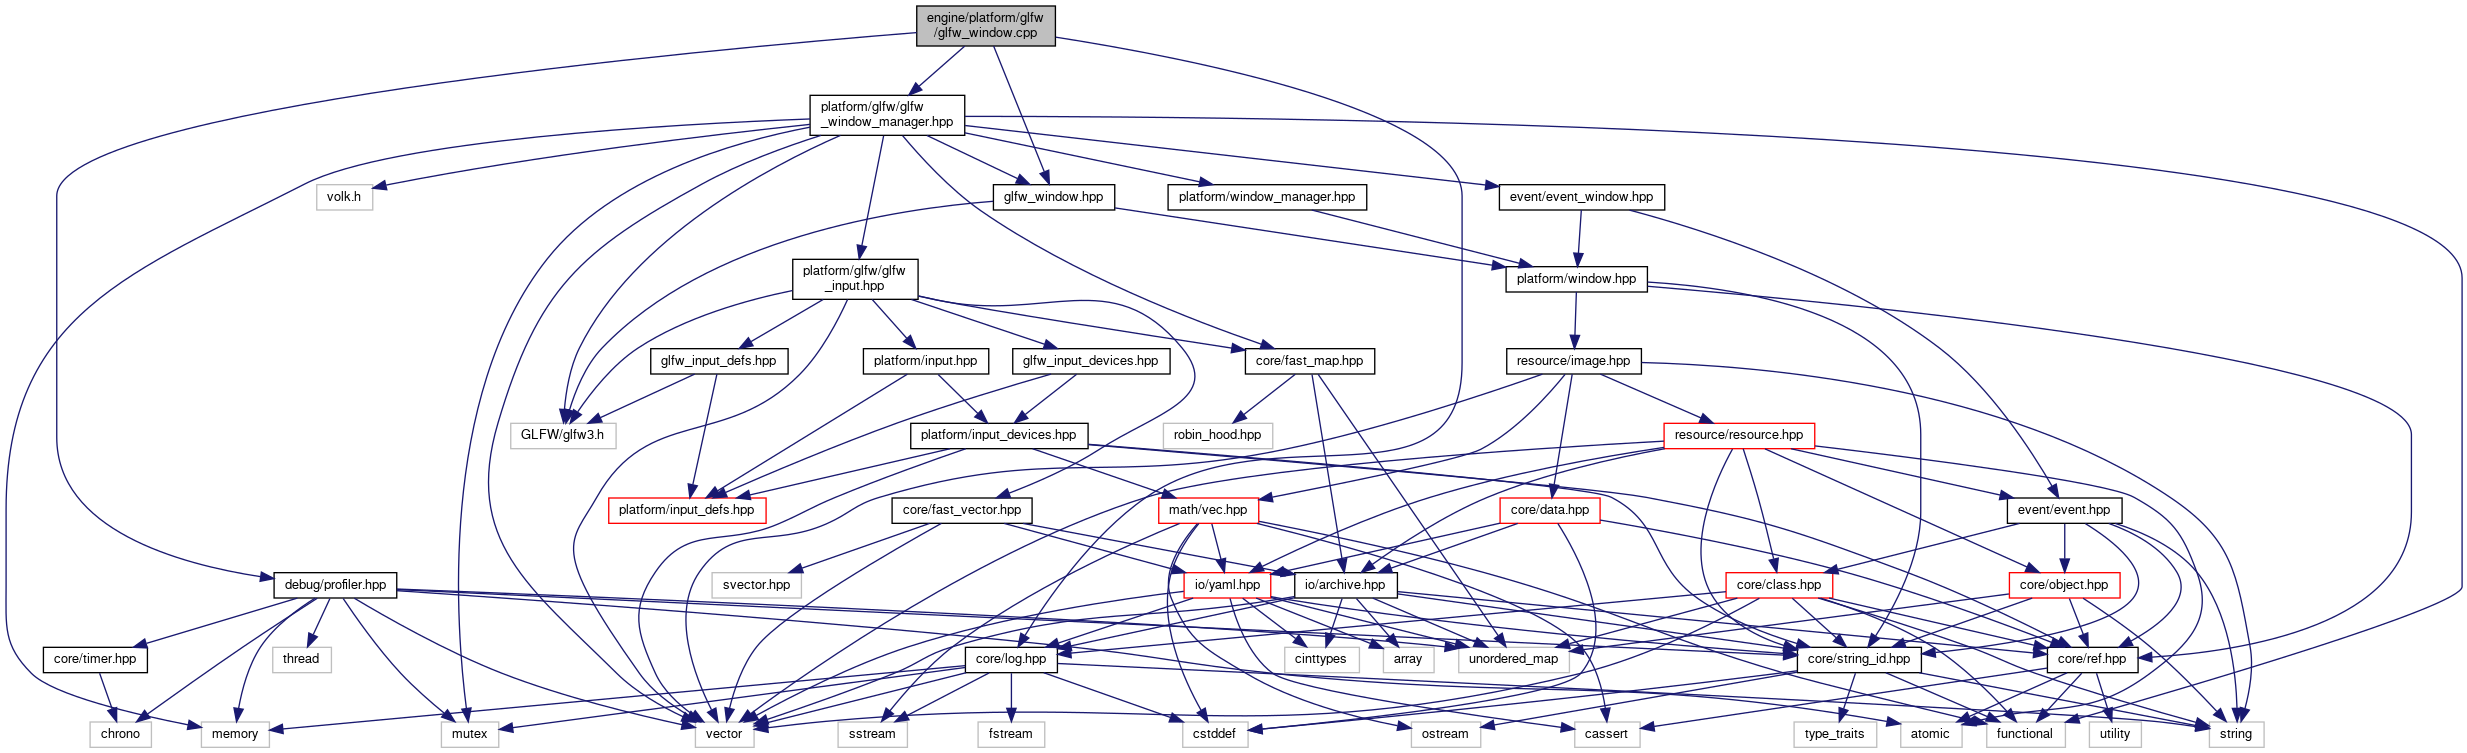 engine/platform/glfw
/glfw_window.cpp
platform/glfw/glfw
_window_manager.hpp
volk.h
glfw_window.hpp
platform/window_manager.hpp
event/event_window.hpp
platform/glfw/glfw
_input.hpp
platform/window.hpp
glfw_input_defs.hpp
platform/input.hpp
glfw_input_devices.hpp
core/fast_map.hpp
resource/image.hpp
GLFW/glfw3.h
platform/input_devices.hpp
robin_hood.hpp
resource/resource.hpp
platform/input_defs.hpp
core/fast_vector.hpp
math/vec.hpp
core/data.hpp
event/event.hpp
debug/profiler.hpp
svector.hpp
io/yaml.hpp
io/archive.hpp
core/class.hpp
core/object.hpp
core/timer.hpp
thread
core/log.hpp
cinttypes
array
unordered_map
core/string_id.hpp
core/ref.hpp
chrono
memory
mutex
vector
sstream
fstream
cstddef
ostream
cassert
type_traits
atomic
functional
utility
string